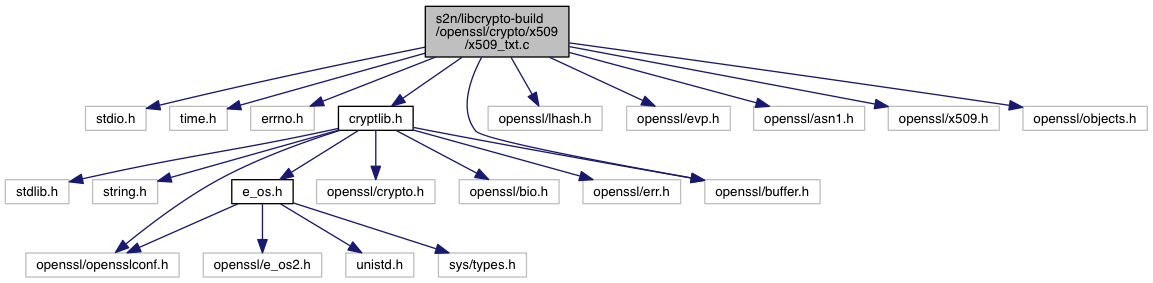 s2n/libcrypto-build
/openssl/crypto/x509
/x509_txt.c
stdio.h
time.h
errno.h
cryptlib.h
openssl/lhash.h
openssl/evp.h
openssl/asn1.h
openssl/x509.h
openssl/objects.h
stdlib.h
string.h
e_os.h
openssl/crypto.h
openssl/bio.h
openssl/err.h
openssl/buffer.h
openssl/opensslconf.h
openssl/e_os2.h
unistd.h
sys/types.h